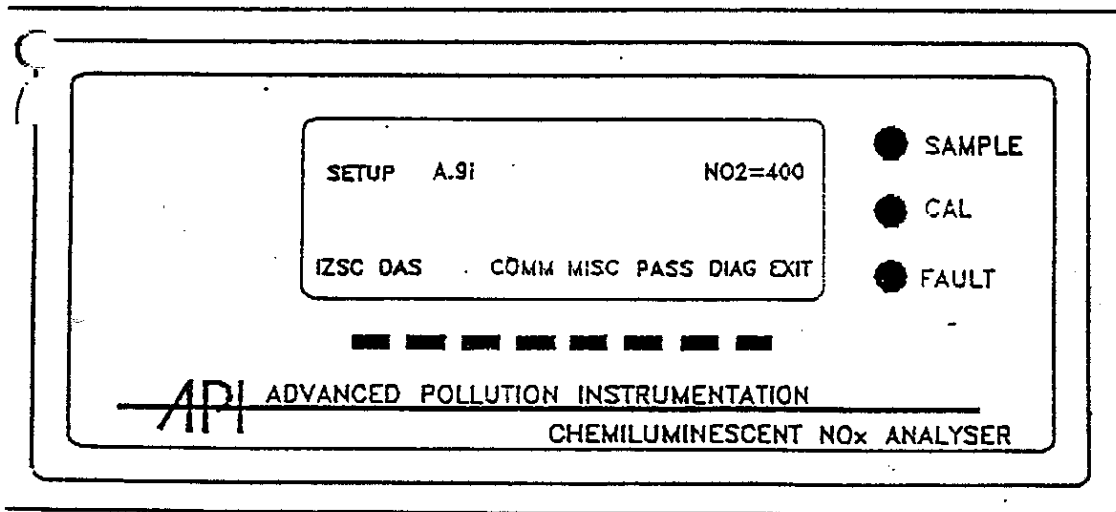 SETUP A.9i NO2=400
IZSC DAS COMM MISC PASS DIAG EXIT
SAMPLE
CAL
FAULT
API ADVANCED POLLUTION INSTRUMENTATION
CHEMILUMINESCENT NOx ANALYSER